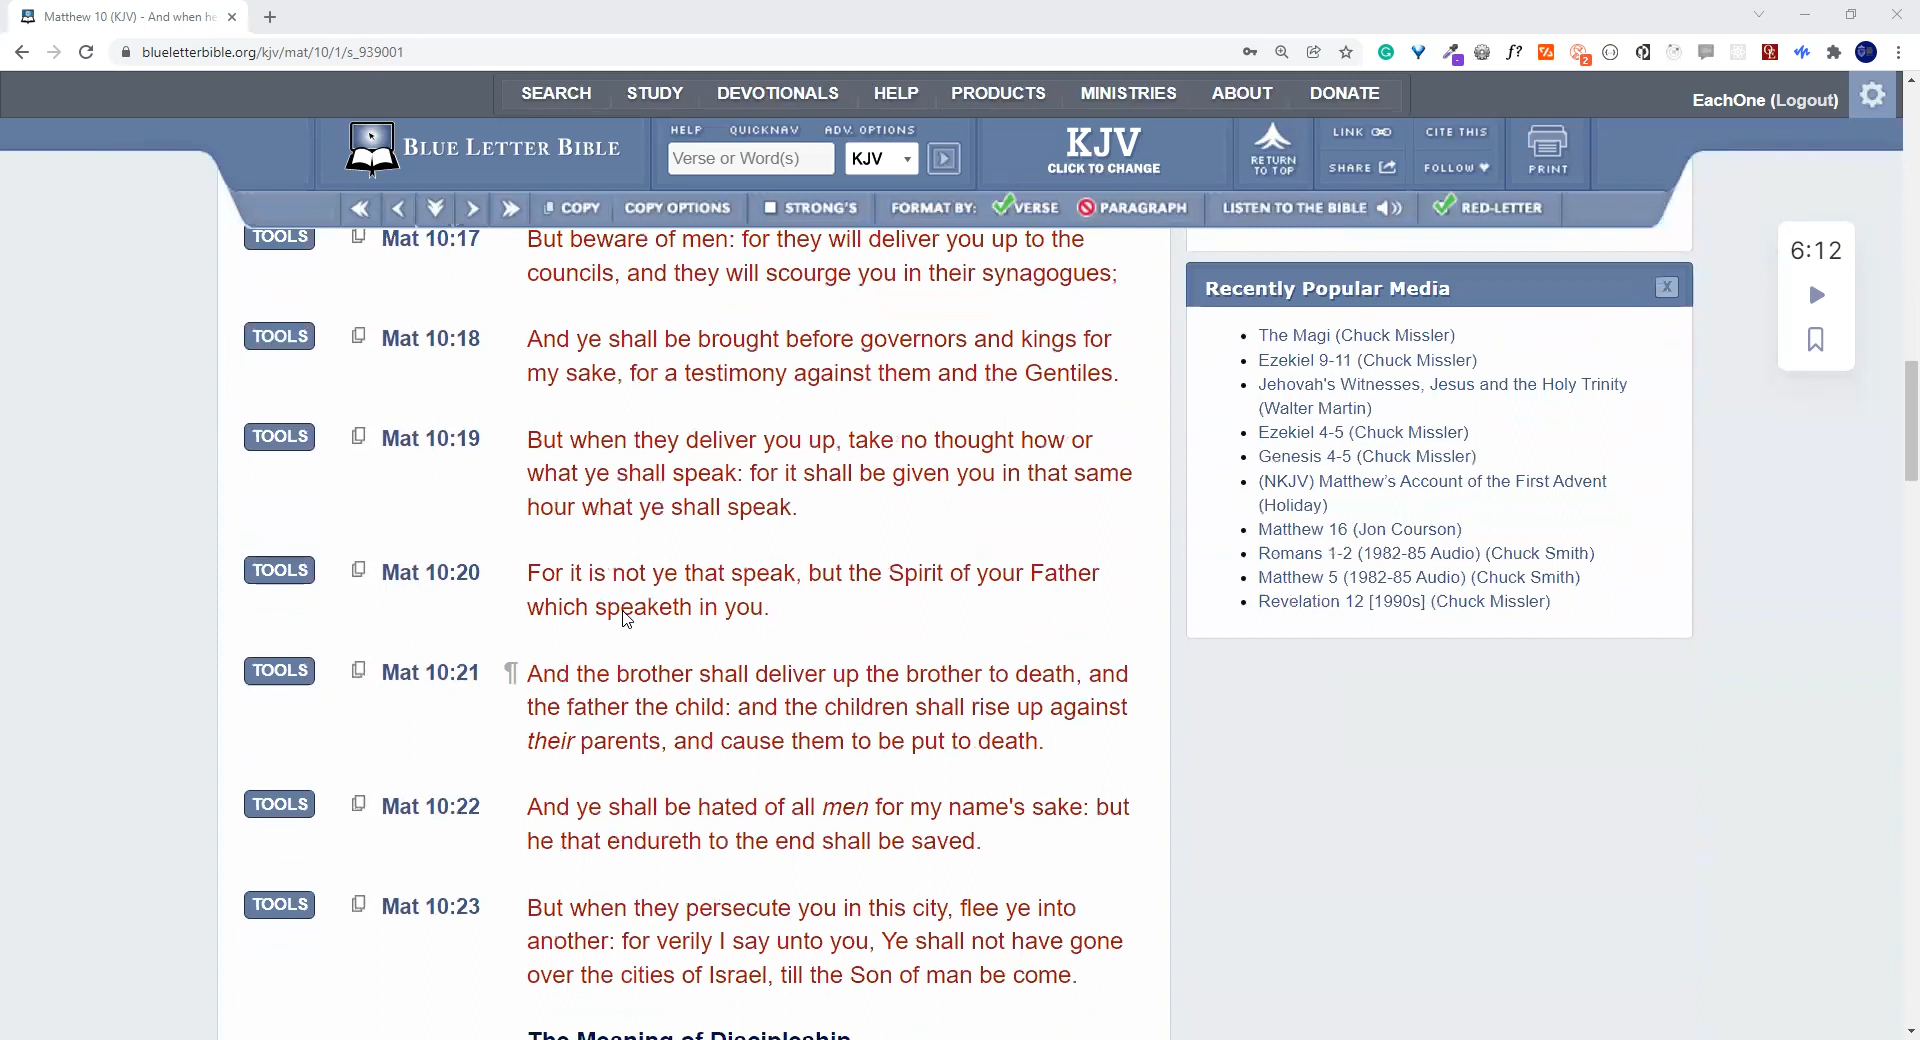 Matthew 10 (KJV) - And when he
blueletterbible.org/kjv/mat/10/1/s_939001
SEARCH STUDY DEVOTIONALS HELP PRODUCTS MINISTRIES ABOUT DONATE
EachOne (Logout)
HELP QUICKNAV ADV. OPTIONS
BLUE LETTER BIBLE
Verse or Word(s) KJV
KJV
CLICK TO CHANGE
RETURN
TO TOP
LINK CITE THIS
SHARE FOLLOW
PRINT
COPY COPY OPTIONS STRONG'S FORMAT BY: VERSE PARAGRAPH LISTEN TO THE BIBLE RED-LETTER
TOOLS Mat 10:17 But beware of men: for they will deliver you up to the
councils, and they will scourge you in their synagogues;
TOOLS Mat 10:18 And ye shall be brought before governors and kings for
my sake, for a testimony against them and the Gentiles.
TOOLS Mat 10:19 But when they deliver you up, take no thought how or
what ye shall speak: for it shall be given you in that same
hour what ye shall speak.
TOOLS Mat 10:20 For it is not ye that speak, but the Spirit of your Father
which speaketh in you.
TOOLS Mat 10:21 ¶ And the brother shall deliver up the brother to death, and
the father the child: and the children shall rise up against
their parents, and cause them to be put to death.
TOOLS Mat 10:22 And ye shall be hated of all men for my name's sake: but
he that endureth to the end shall be saved.
TOOLS Mat 10:23 But when they persecute you in this city, flee ye into
another: for verily I say unto you, Ye shall not have gone
over the cities of Israel, till the Son of man be come.
The Meaning of Discipleship
Recently Popular Media X
• The Magi (Chuck Missler)
• Ezekiel 9-11 (Chuck Missler)
• Jehovah's Witnesses, Jesus and the Holy Trinity
(Walter Martin)
• Ezekiel 4-5 (Chuck Missler)
• Genesis 4-5 (Chuck Missler)
• (NKJV) Matthew's Account of the First Advent
(Holiday)
• Matthew 16 (Jon Courson)
• Romans 1-2 (1982-85 Audio) (Chuck Smith)
• Matthew 5 (1982-85 Audio) (Chuck Smith)
• Revelation 12 [1990s] (Chuck Missler)
6:12